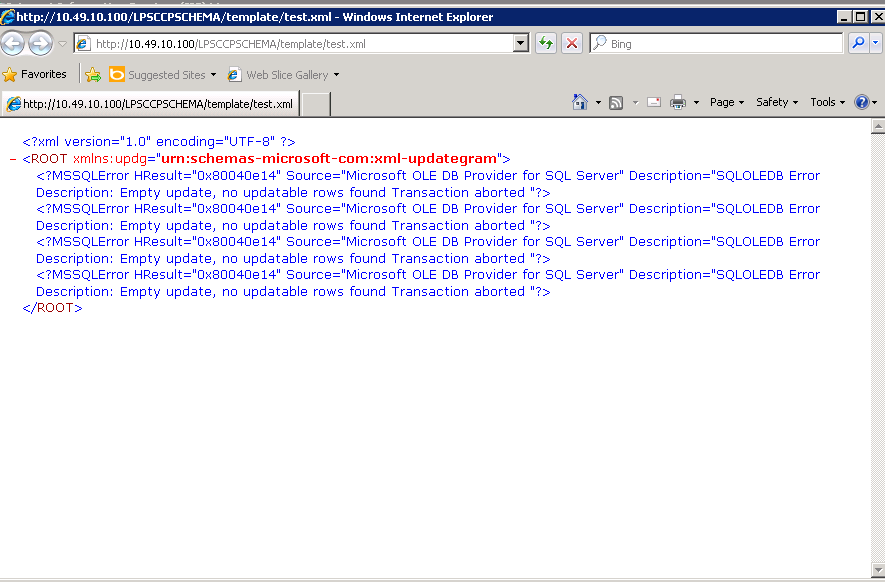 http://10.49.10.100/LPSCCPSCHEMA/template/test.xml - Windows Internet Explorer
http://10.49.10.100/LPSCCPSCHEMA/template/test.xml
Bing
Favorites
Suggested Sites
Web Slice Gallery
http://10.49.10.100/LPSCCPSCHEMA/template/test.xml
Page
Safety
Tools
<?xml version="1.0" encoding="UTF-8" ?>
- <ROOT xmlns:updg="urn:schemas-microsoft-com:xml-updategram">
<?MSSQLError HResult="0x80040e14" Source="Microsoft OLE DB Provider for SQL Server" Description="SQLOLEDB Error
Description: Empty update, no updatable rows found Transaction aborted "?>
<?MSSQLError HResult="0x80040e14" Source="Microsoft OLE DB Provider for SQL Server" Description="SQLOLEDB Error
Description: Empty update, no updatable rows found Transaction aborted "?>
<?MSSQLError HResult="0x80040e14" Source="Microsoft OLE DB Provider for SQL Server" Description="SQLOLEDB Error
Description: Empty update, no updatable rows found Transaction aborted "?>
<?MSSQLError HResult="0x80040e14" Source="Microsoft OLE DB Provider for SQL Server" Description="SQLOLEDB Error
Description: Empty update, no updatable rows found Transaction aborted "?>
</ROOT>